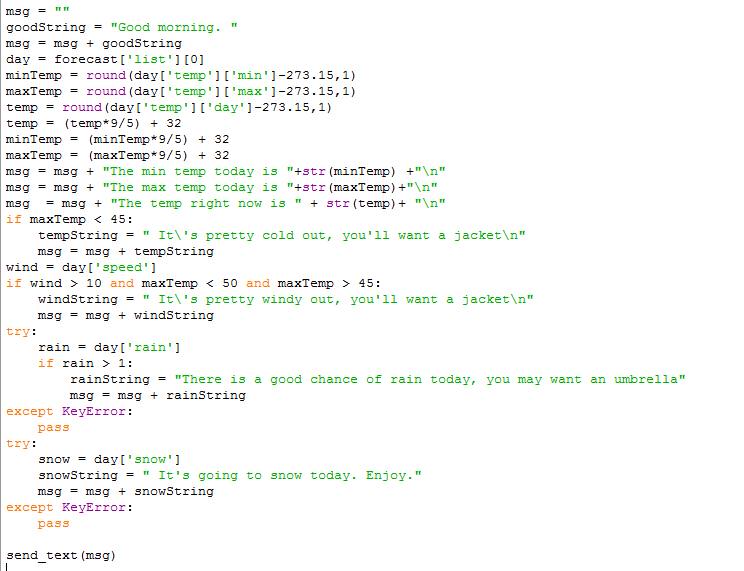 msg = ""
goodString = "Good morning. "
msg = msg + goodString
day = forecast['list'][0]
minTemp = round(day['temp']['min']-273.15,1)
maxTemp = round(day['temp']['max']-273.15,1)
temp = round(day['temp']['day']-273.15,1)
temp = (temp*9/5) + 32
minTemp = (minTemp*9/5) + 32
maxTemp = (maxTemp*9/5) + 32
msg = msg + "The min temp today is "+str(minTemp) +"\n"
msg = msg + "The max temp today is "+str(maxTemp)+"\n"
msg  = msg + "The temp right now is " + str(temp)+ "\n"
if maxTemp < 45:
    tempString = " It\'s pretty cold out, you'll want a jacket\n"
    msg = msg + tempString
wind = day['speed']
if wind > 10 and maxTemp < 50 and maxTemp > 45:
    windString = " It\'s pretty windy out, you'll want a jacket\n"
    msg = msg + windString
try:
    rain = day['rain']
    if rain > 1:
        rainString = "There is a good chance of rain today, you may want an umbrella"
        msg = msg + rainString
except KeyError:
    pass
try:
    snow = day['snow']
    snowString = " It's going to snow today. Enjoy."
    msg = msg + snowString
except KeyError:
    pass

send_text(msg)